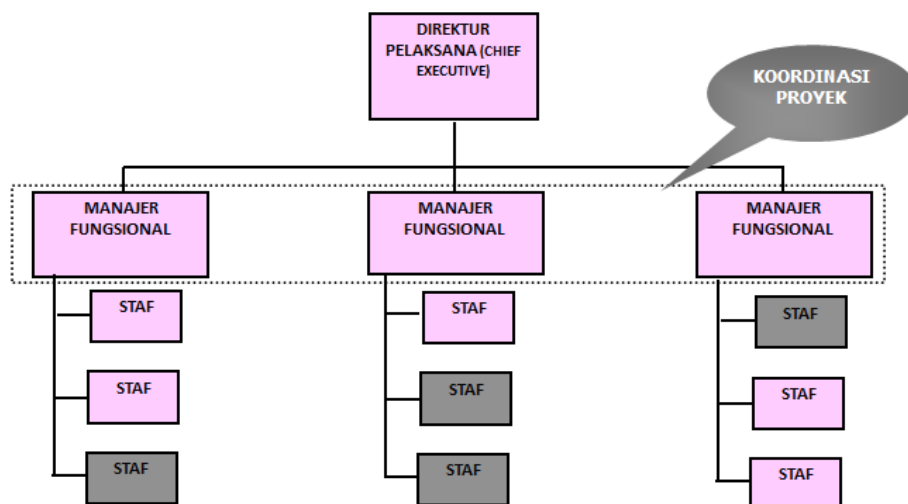 DIREKTUR
PELAKSANA (CHIEF
EXECUTIVE)
KOORDINASI
PROYEK
MANAJER
FUNGSIONAL
MANAJER
FUNGSIONAL
MANAJER
FUNGSIONAL
STAF
STAF
STAF
STAF
STAF
STAF
STAF
STAF
STAF